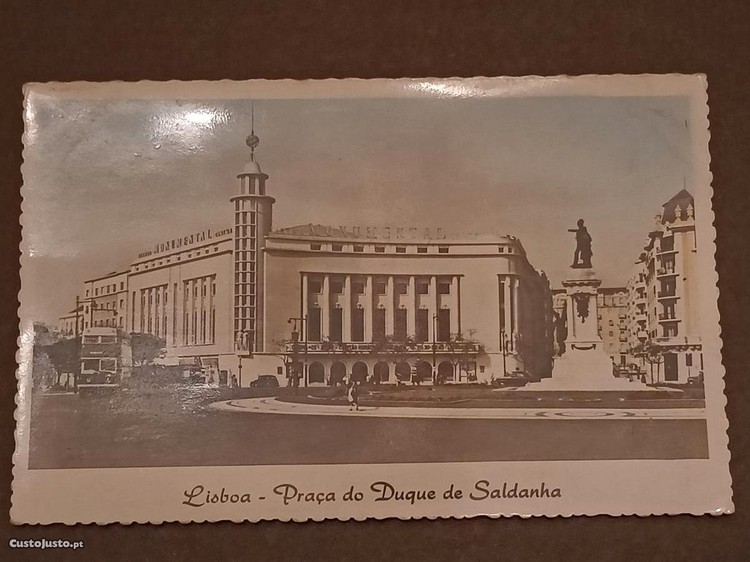 MONUMENTAL
MONUMENTAL
Lisboa - Praça do Duque de Saldanha
CustoJusto.pt